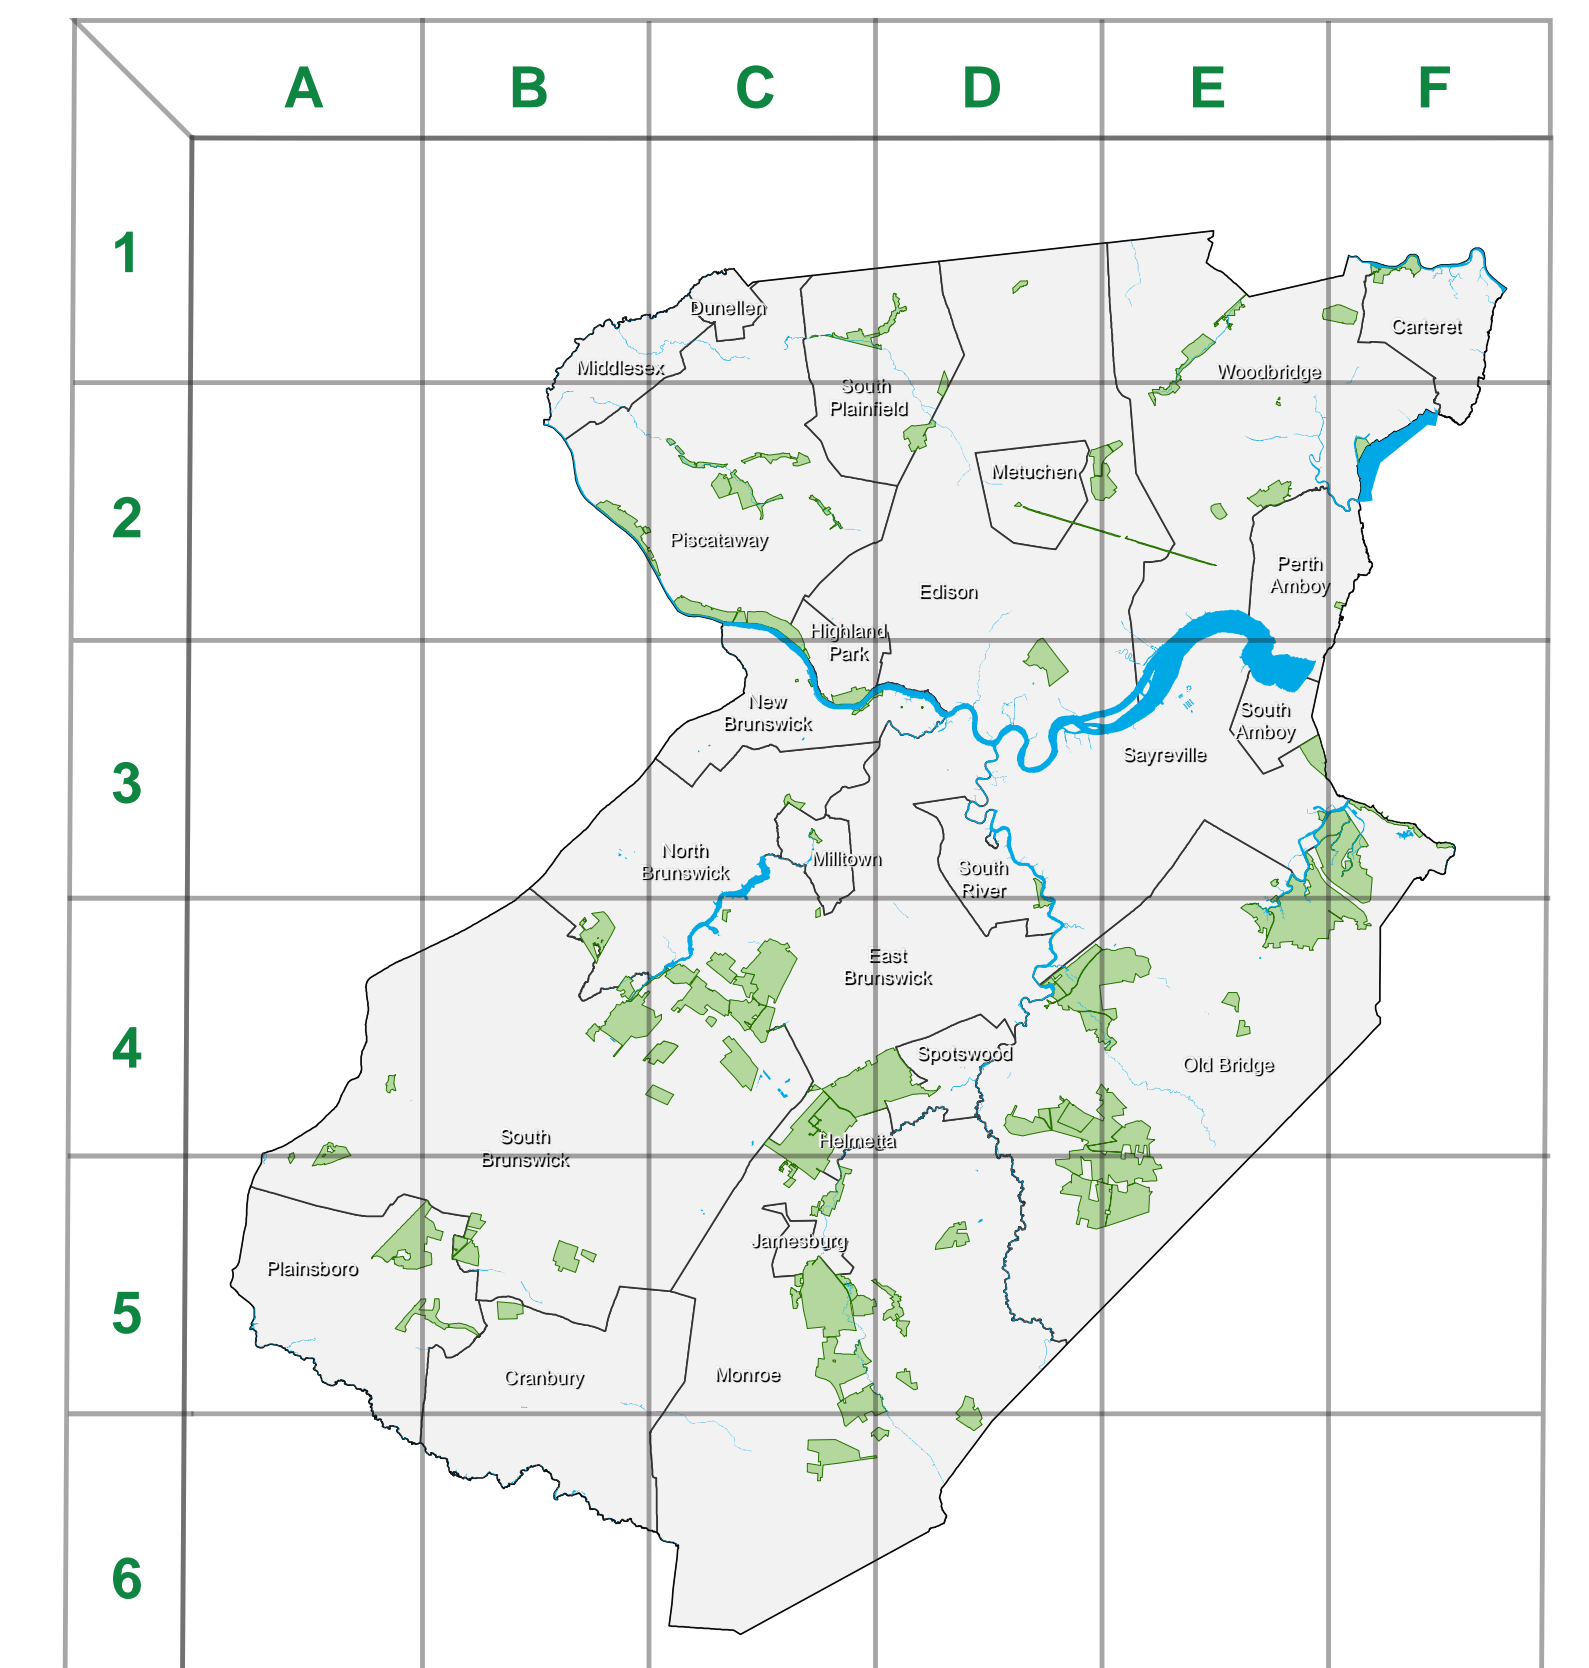 A B C D E F
1
Dunellen
Carteret
Middlesex
Woodbridge
South
Plainfield
Metuchen
2
Piscataway
Perth
Amboy
Edison
Highland
Park
New
Brunswick
South
Amboy
Sayreville
3
North
Brunswick
Milltown
South
River
East
Brunswick
4
Spotswood
Old Bridge
South
Brunswick
Helmetta
Jamesburg
Plainsboro
5
Cranbury
Monroe
6